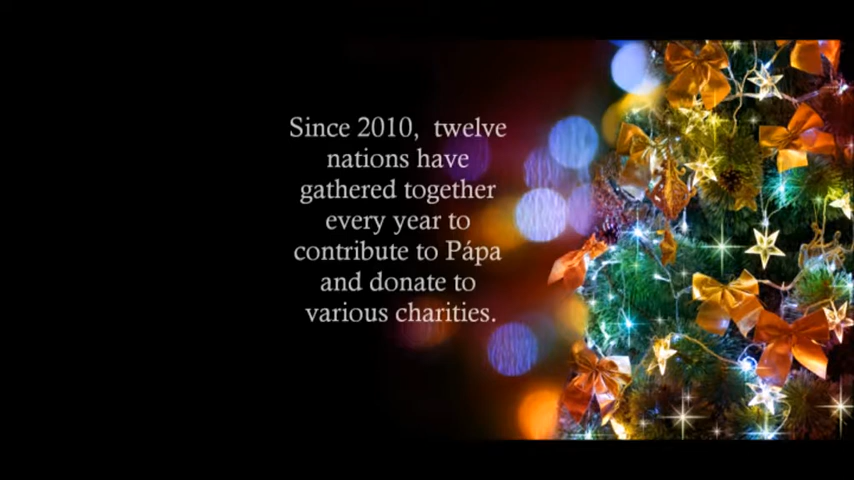 Since 2010,  twelve
nations have
gathered together
every year to
contribute to Pápa
and donate to
various charities.